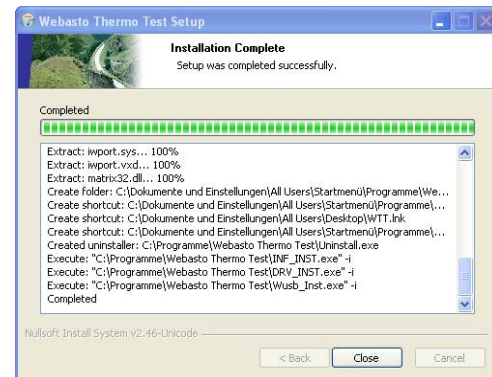 Webasto Thermo Test Setup
Installation Complete
Setup was completed successfully.
Completed
Extract: iwport.sys... 100%
Extract: iwport.vxd... 100%
Extract: matrix32.dll... 100%
Create folder: C:\Dokumente und Einstellungen\All Users\Startmenü\Programme\We...
Create shortcut: C:\Dokumente und Einstellungen\All Users\Startmenü\Programme\...
Create shortcut: C:\Dokumente und Einstellungen\All Users\Desktop\WTT.lnk
Create shortcut: C:\Dokumente und Einstellungen\All Users\Startmenü\Programme\...
Created uninstaller: C:\Programme\Webasto Thermo Test\Uninstall.exe
Execute: "C:\Programme\Webasto Thermo Test\INF_INST.exe" -i
Execute: "C:\Programme\Webasto Thermo Test\DRV_INST.exe" -i
Execute: "C:\Programme\Webasto Thermo Test\Wusb_Inst.exe" -i
Completed
Nullsoft Install System v2.46-Unicode
< Back Close Cancel